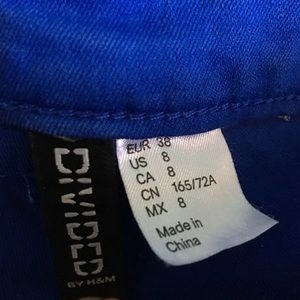 DIVIDED
BY H&M
EUR 38
US 8
CA 8
CN 165/72A
MX 8
Made in
China